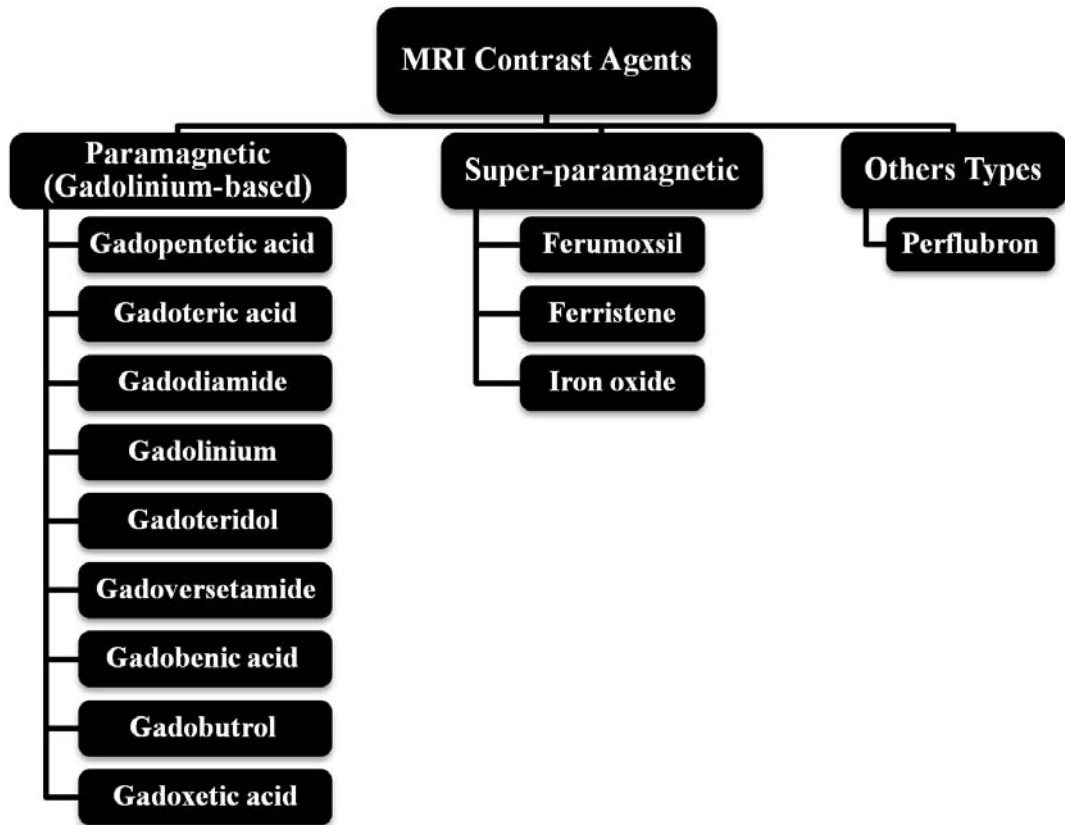 MRI Contrast Agents
Paramagnetic
(Gadolinium-based)
Gadopentetic acid
Gadoteric acid
Gadodiamide
Gadolinium
Gadoteridol
Gadoversetamide
Gadobenic acid
Gadobutrol
Gadoxetic acid
Super-paramagnetic
Ferumoxsil
Ferristene
Iron oxide
Others Types
Perflubron